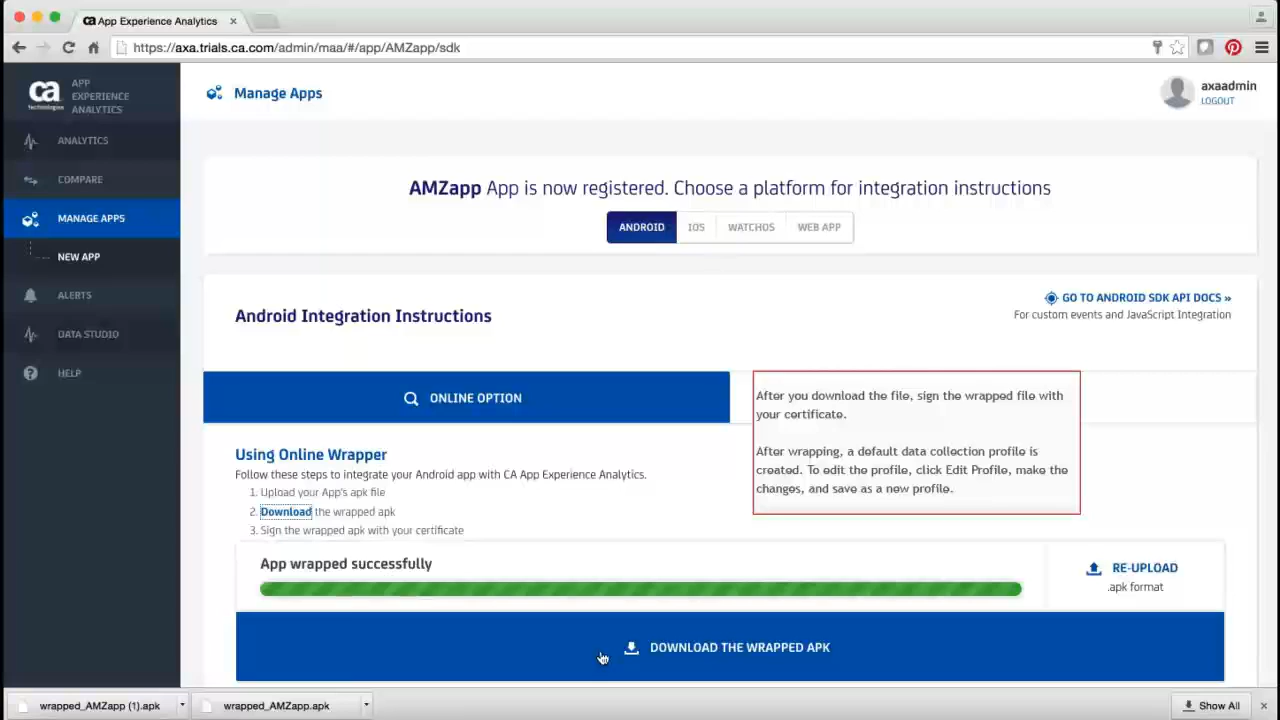 App Experience Analytics
https://axa.trials.ca.com/admin/maa/#/app/AMZapp/sdk
ca
technologies
APP
EXPERIENCE
ANALYTICS
ANALYTICS
COMPARE
MANAGE APPS
NEW APP
ALERTS
DATA STUDIO
HELP
Manage Apps
axaadmin
LOGOUT
AMZapp App is now registered. Choose a platform for integration instructions
ANDROID IOS WATCHOS WEB APP
Android Integration Instructions
GO TO ANDROID SDK API DOCS »
For custom events and JavaScript Integration
ONLINE OPTION
After you download the file, sign the wrapped file with
your certificate.
After wrapping, a default data collection profile is
created. To edit the profile, click Edit Profile, make the
changes, and save as a new profile.
Using Online Wrapper
Follow these steps to integrate your Android app with CA App Experience Analytics.
1. Upload your App's apk file
2. Download the wrapped apk
3. Sign the wrapped apk with your certificate
App wrapped successfully
RE-UPLOAD
.apk format
DOWNLOAD THE WRAPPED APK
wrapped_AMZapp (1).apk
wrapped_AMZapp.apk
Show All